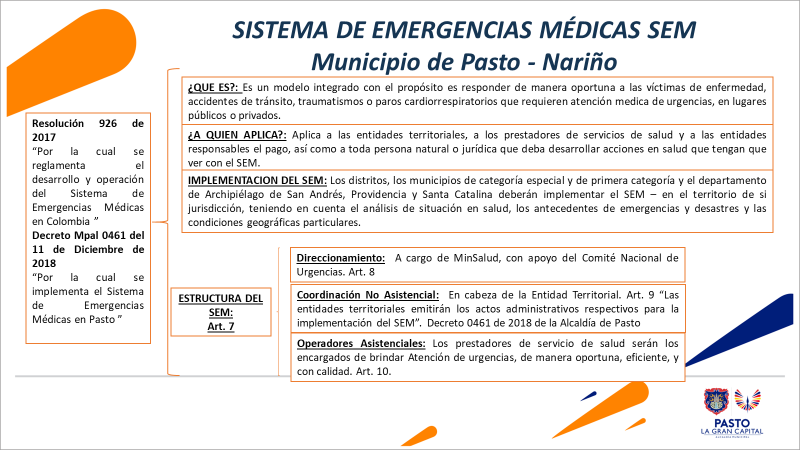 SISTEMA DE EMERGENCIAS MÉDICAS SEM
Municipio de Pasto - Nariño
Resolución 926 de
2017
“Por la cual se
reglamenta el
desarrollo y operación
del Sistema de
Emergencias Médicas
en Colombia ”
Decreto Mpal 0461 del
11 de Diciembre de
2018
“Por la cual se
implementa el Sistema
de Emergencias
Médicas en Pasto ”
¿QUE ES?: Es un modelo integrado con el propósito es responder de manera oportuna a las víctimas de enfermedad,
accidentes de tránsito, traumatismos o paros cardiorrespiratorios que requieren atención medica de urgencias, en lugares
públicos o privados.
¿A QUIEN APLICA?: Aplica a las entidades territoriales, a los prestadores de servicios de salud y a las entidades
responsables el pago, así como a toda persona natural o jurídica que deba desarrollar acciones en salud que tengan que
ver con el SEM.
IMPLEMENTACION DEL SEM: Los distritos, los municipios de categoría especial y de primera categoría y el departamento
de Archipiélago de San Andrés, Providencia y Santa Catalina deberán implementar el SEM – en el territorio de si
jurisdicción, teniendo en cuenta el análisis de situación en salud, los antecedentes de emergencias y desastres y las
condiciones geográficas particulares.
ESTRUCTURA DEL
SEM:
Art. 7
Direccionamiento: A cargo de MinSalud, con apoyo del Comité Nacional de
Urgencias. Art. 8
Coordinación No Asistencial: En cabeza de la Entidad Territorial. Art. 9 “Las
entidades territoriales emitirán los actos administrativos respectivos para la
implementación del SEM”. Decreto 0461 de 2018 de la Alcaldía de Pasto
Operadores Asistenciales: Los prestadores de servicio de salud serán los
encargados de brindar Atención de urgencias, de manera oportuna, eficiente, y
con calidad. Art. 10.
PASTO
LA GRAN CAPITAL